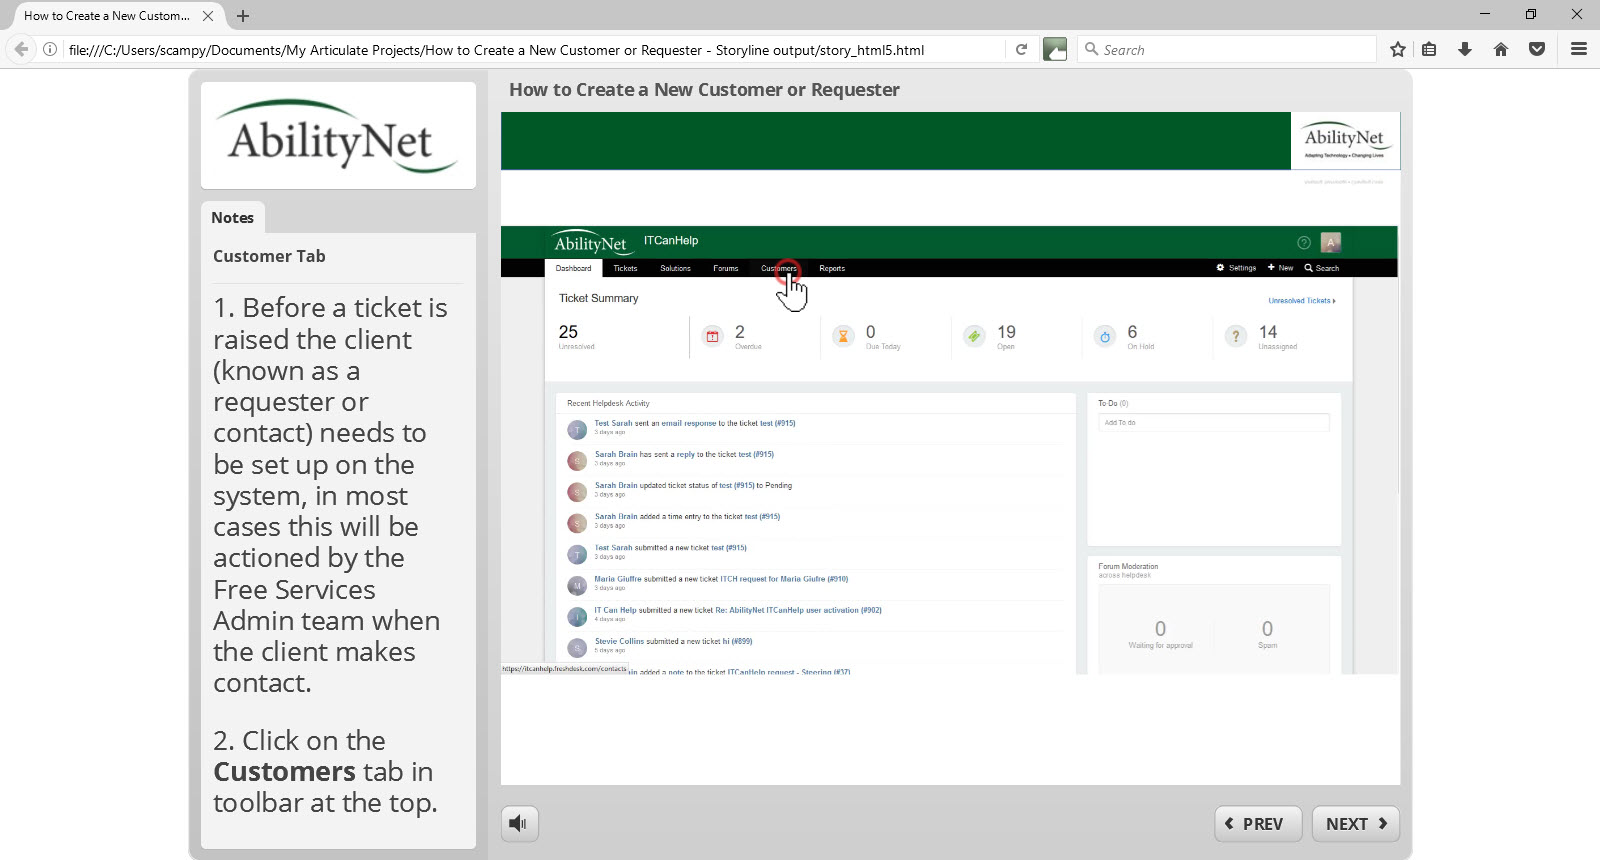 How to Create a New Custom...
file:///C:/Users/scampy/Documents/My Articulate Projects/How to Create a New Customer or Requester - Storyline output/story_html5.html
Search
AbilityNet
Notes
Customer Tab
1. Before a ticket is
raised the client
(known as a
requester or
contact) needs to
be set up on the
system, in most
cases this will be
actioned by the
Free Services
Admin team when
the client makes
contact.
2. Click on the
Customers tab in
toolbar at the top.
How to Create a New Customer or Requester
AbilityNet
Adapting Technology • Changing Lives
AbilityNet ITCanHelp
A
Dashboard Tickets Solutions Forums Customers Reports Settings + New Search
Ticket Summary
Unresolved Tickets
25 2 0 19 6 14
Unresolved Overdue Due Today Open On Hold Unassigned
Recent Helpdesk Activity
Test Sarah sent an email response to the ticket test (#915)
3 days ago
Sarah Brain has sent a reply to the ticket test (#915)
3 days ago
Sarah Brain updated ticket status of test (#915) to Pending
3 days ago
Sarah Brain added a time entry to the ticket test (#915)
3 days ago
Test Sarah submitted a new ticket test (#915)
3 days ago
Maria Giuffre submitted a new ticket ITCH request for Maria Giufre (#910)
3 days ago
IT Can Help submitted a new ticket Re: AbilityNet ITCanHelp user activation (#902)
4 days ago
Stevie Collins submitted a new ticket hi (#899)
5 days ago
added a note to the ticket ITCanHelp request - Steering (#37)
To Do (0)
Add To do
Forum Moderation
across helpdesk
0 0
Waiting for approval Spam
https://itcanhelp.freshdesk.com/contacts
PREV
NEXT